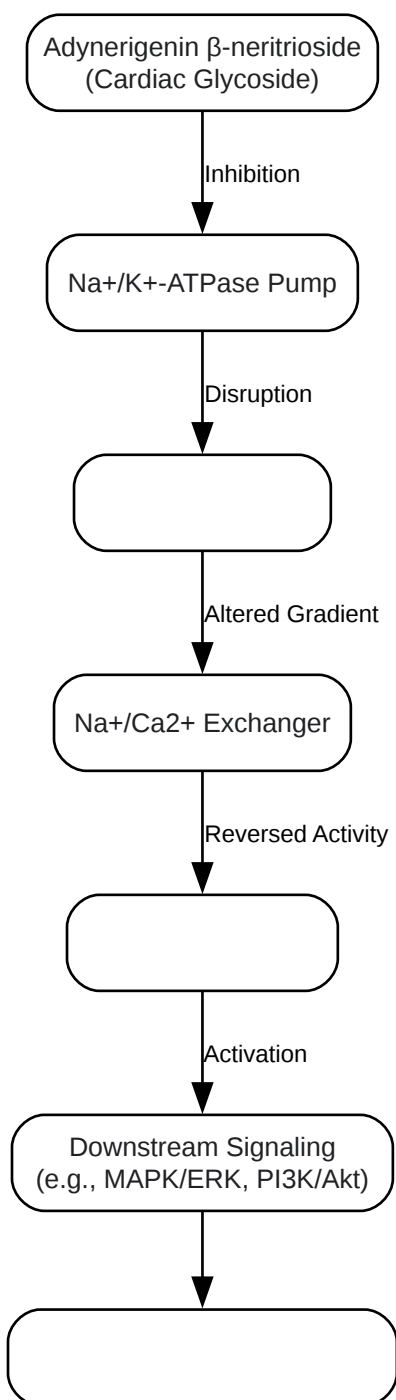 Adynerigenin β-neritrioside
(Cardiac Glycoside)
Inhibition
Na+/K+-ATPase Pump
Disruption
Altered Gradient
Na+/Ca2+ Exchanger
Reversed Activity
Activation
Downstream Signaling
(e.g., MAPK/ERK, PI3K/Akt)